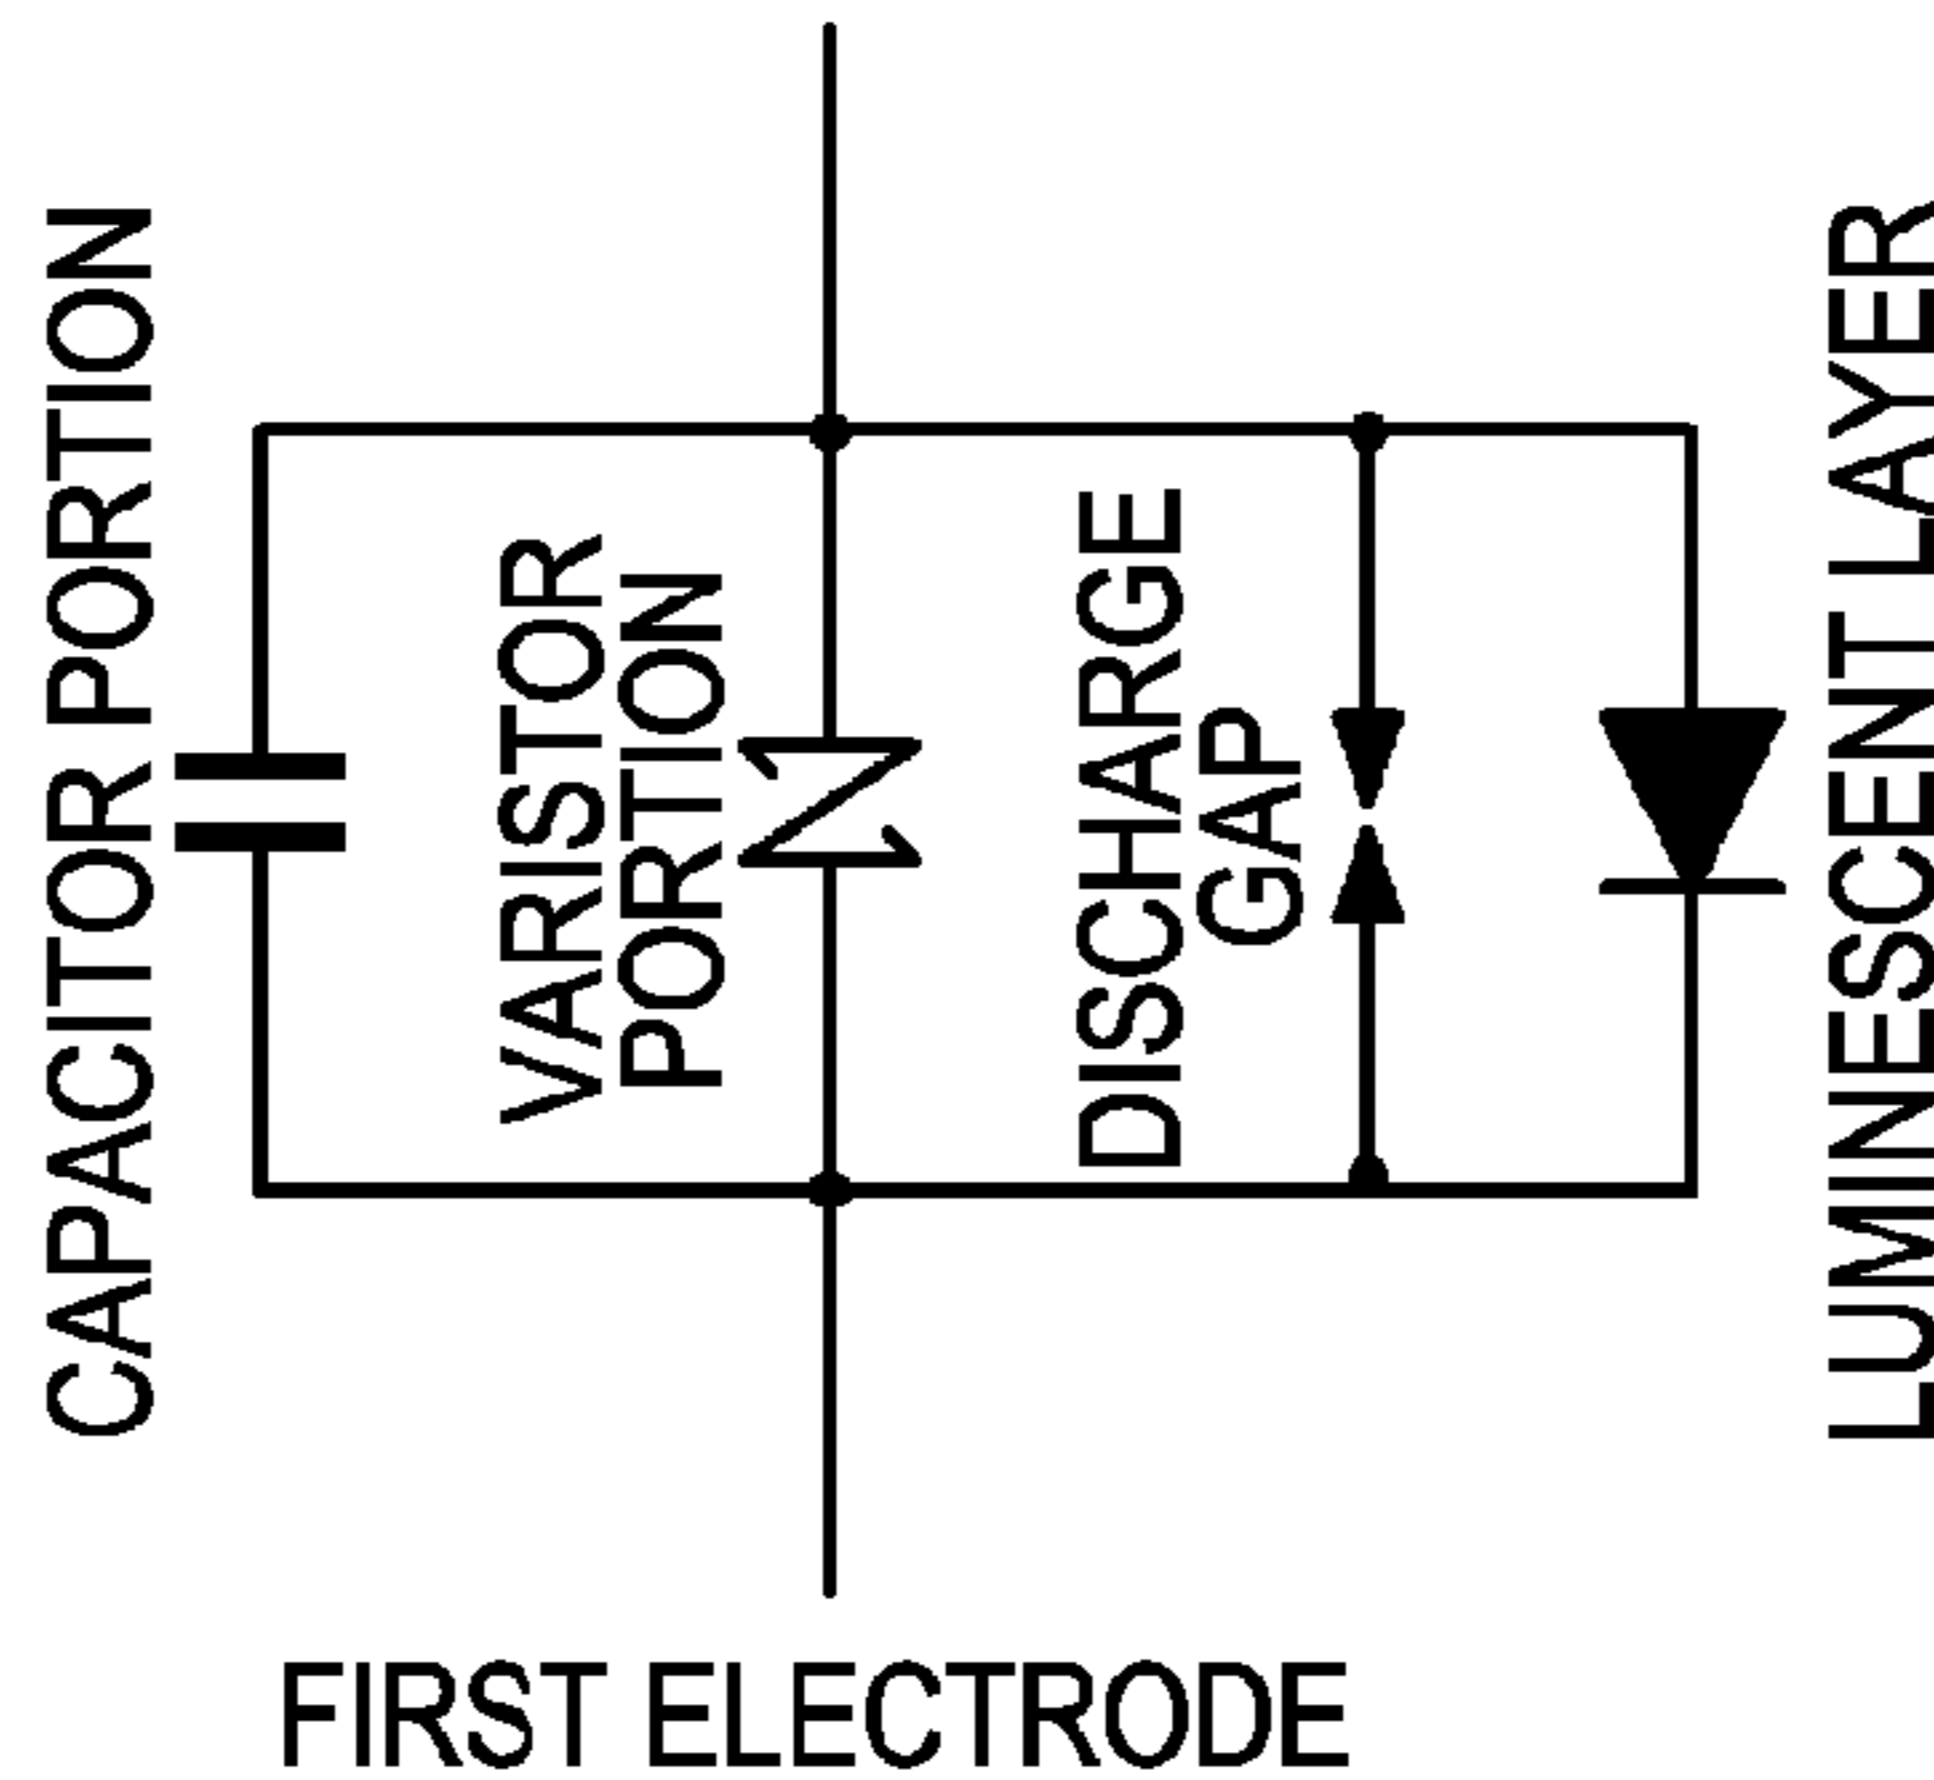 CAPACITOR PORTION
VARISTOR
PORTION
DISCHARGE
GAP
LUMINESCENT LAYER
FIRST ELECTRODE